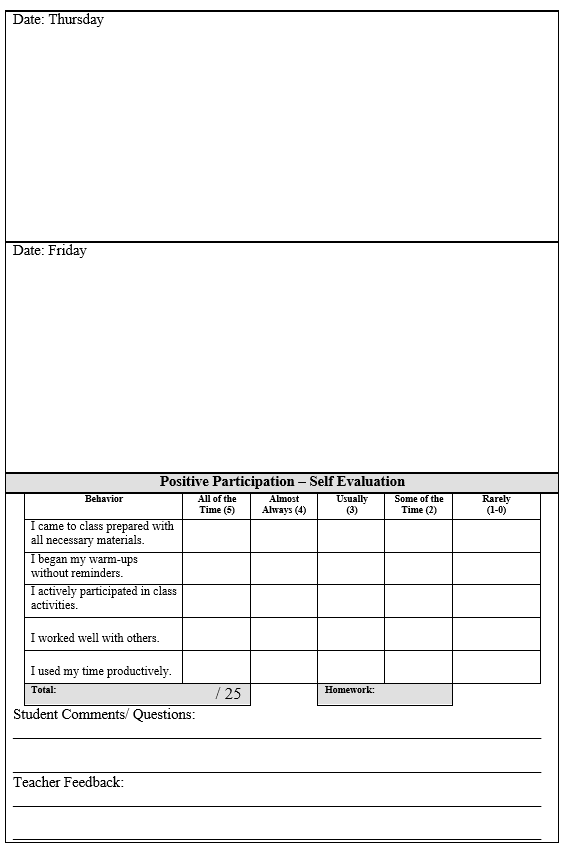 Date: Thursday
Date: Friday
Positive Participation – Self Evaluation
Behavior
All of the
Time (5)
Almost
Always (4)
Usually
(3)
Some of the
Time (2)
Rarely
(1-0)
I came to class prepared with
all necessary materials.
I began my warm-ups
without reminders.
I actively participated in class
activities.
I worked well with others.
I used my time productively.
Total:
/ 25
Homework:
Student Comments/ Questions:
Teacher Feedback: